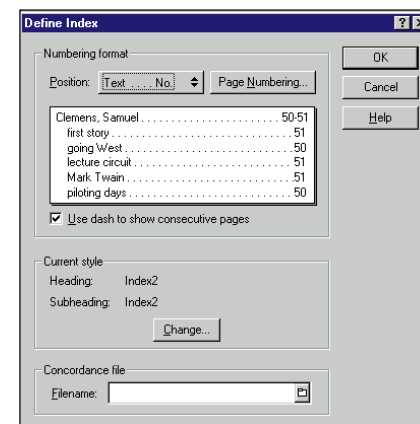 Define Index
Numbering format
Position: Text . . . . No. Page Numbering...
Clemens, Samuel . . . . . . . . . . . . . . . . . . . . . . . . 50-51
first story . . . . . . . . . . . . . . . . . . . . . . . . . . . . . . . 51
going West . . . . . . . . . . . . . . . . . . . . . . . . . . . . . 50
lecture circuit . . . . . . . . . . . . . . . . . . . . . . . . . . . . 51
Mark Twain . . . . . . . . . . . . . . . . . . . . . . . . . . . . . 51
piloting days . . . . . . . . . . . . . . . . . . . . . . . . . . . . 50
Use dash to show consecutive pages
Current style
Heading: Index2
Subheading: Index2
Change...
Concordance file
Filename:
OK
Cancel
Help